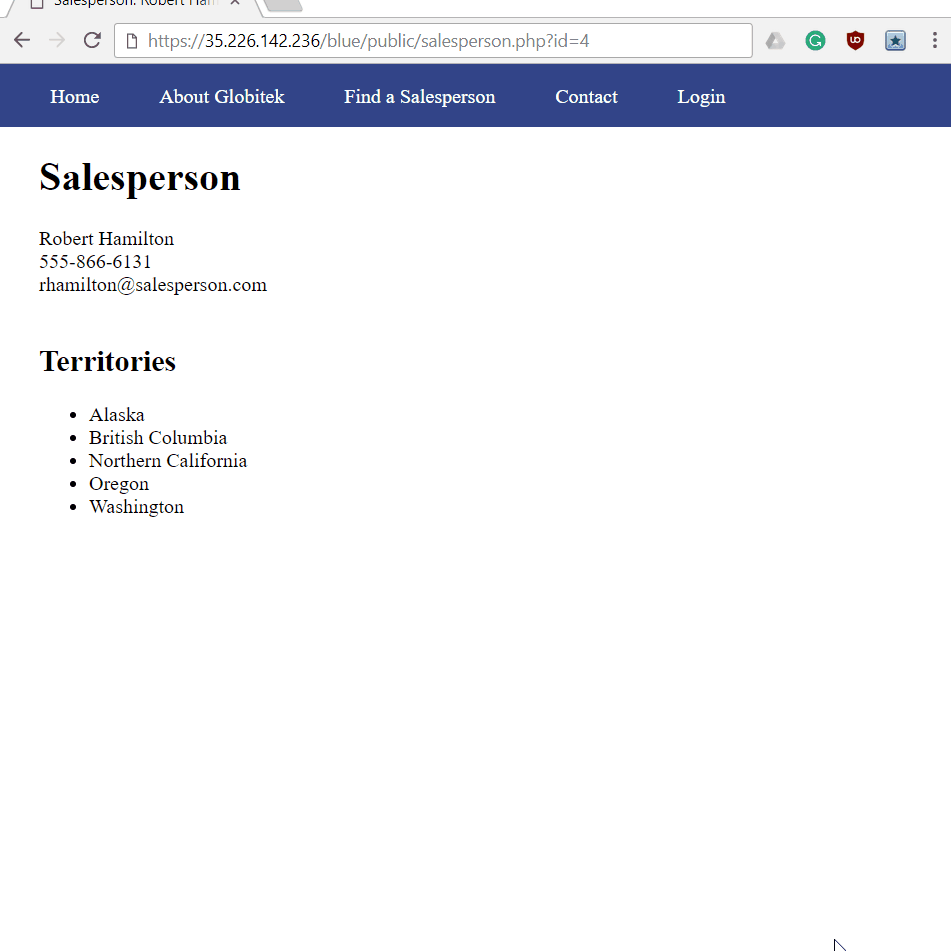 Salesperson: Robert Ham
https://35.226.142.236/blue/public/salesperson.php?id=4
Home About Globitek Find a Salesperson Contact Login
Salesperson
Robert Hamilton
555-866-6131
rhamilton@salesperson.com
Territories
Alaska
British Columbia
Northern California
Oregon
Washington